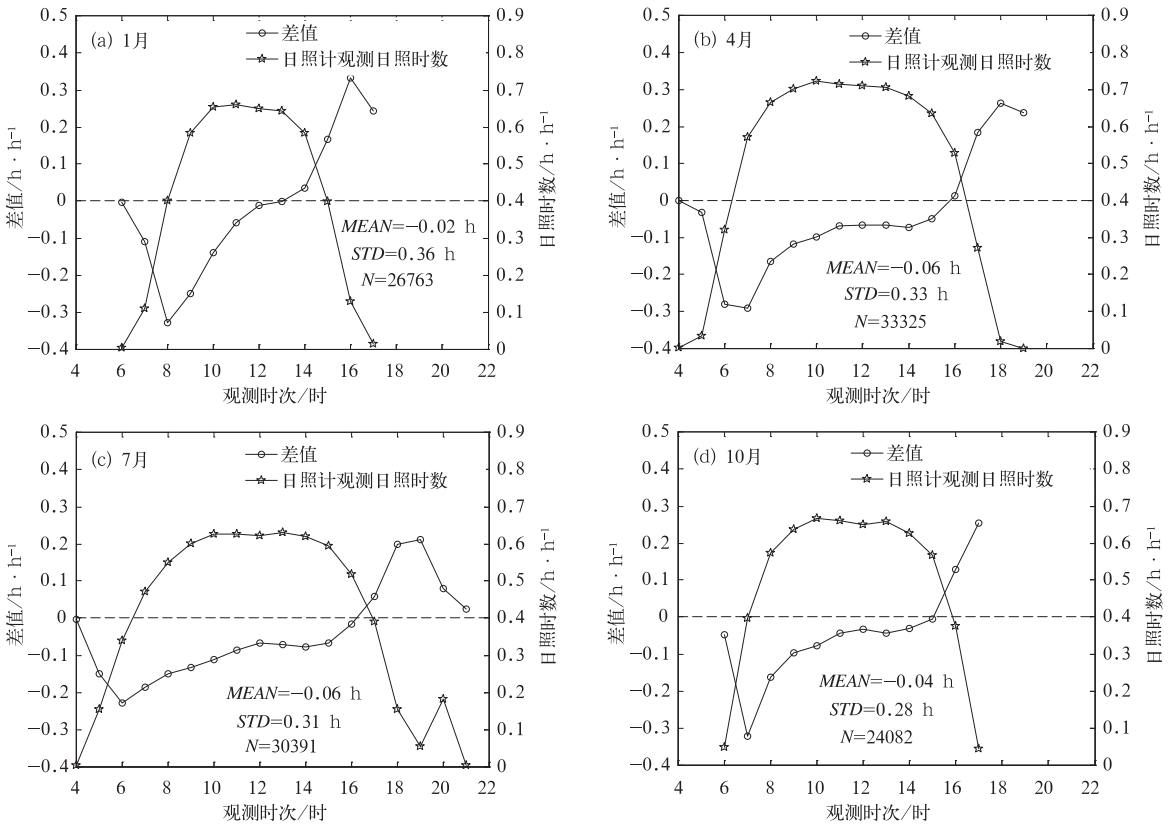 (a) 1月
差值
日照计观测日照时数
0.5
0.4
0.3
0.2
0.1
0
−0.1
−0.2
−0.3
−0.4
差值/h·h⁻¹
0.9
0.8
0.7
0.6
0.5
0.4
0.3
0.2
0.1
0
日照时数/h·h⁻¹
MEAN=−0.02 h
STD=0.36 h
N=26763
4 6 8 10 12 14 16 18 20 22
观测时次/时
(b) 4月
差值
日照计观测日照时数
0.5
0.4
0.3
0.2
0.1
0
−0.1
−0.2
−0.3
−0.4
差值/h·h⁻¹
0.9
0.8
0.7
0.6
0.5
0.4
0.3
0.2
0.1
0
日照时数/h·h⁻¹
MEAN=−0.06 h
STD=0.33 h
N=33325
4 6 8 10 12 14 16 18 20 22
观测时次/时
(c) 7月
差值
日照计观测日照时数
0.5
0.4
0.3
0.2
0.1
0
−0.1
−0.2
−0.3
−0.4
差值/h·h⁻¹
0.9
0.8
0.7
0.6
0.5
0.4
0.3
0.2
0.1
0
日照时数/h·h⁻¹
MEAN=−0.06 h
STD=0.31 h
N=30391
4 6 8 10 12 14 16 18 20 22
观测时次/时
(d) 10月
差值
日照计观测日照时数
0.5
0.4
0.3
0.2
0.1
0
−0.1
−0.2
−0.3
−0.4
差值/h·h⁻¹
0.9
0.8
0.7
0.6
0.5
0.4
0.3
0.2
0.1
0
日照时数/h·h⁻¹
MEAN=−0.04 h
STD=0.28 h
N=24082
4 6 8 10 12 14 16 18 20 22
观测时次/时